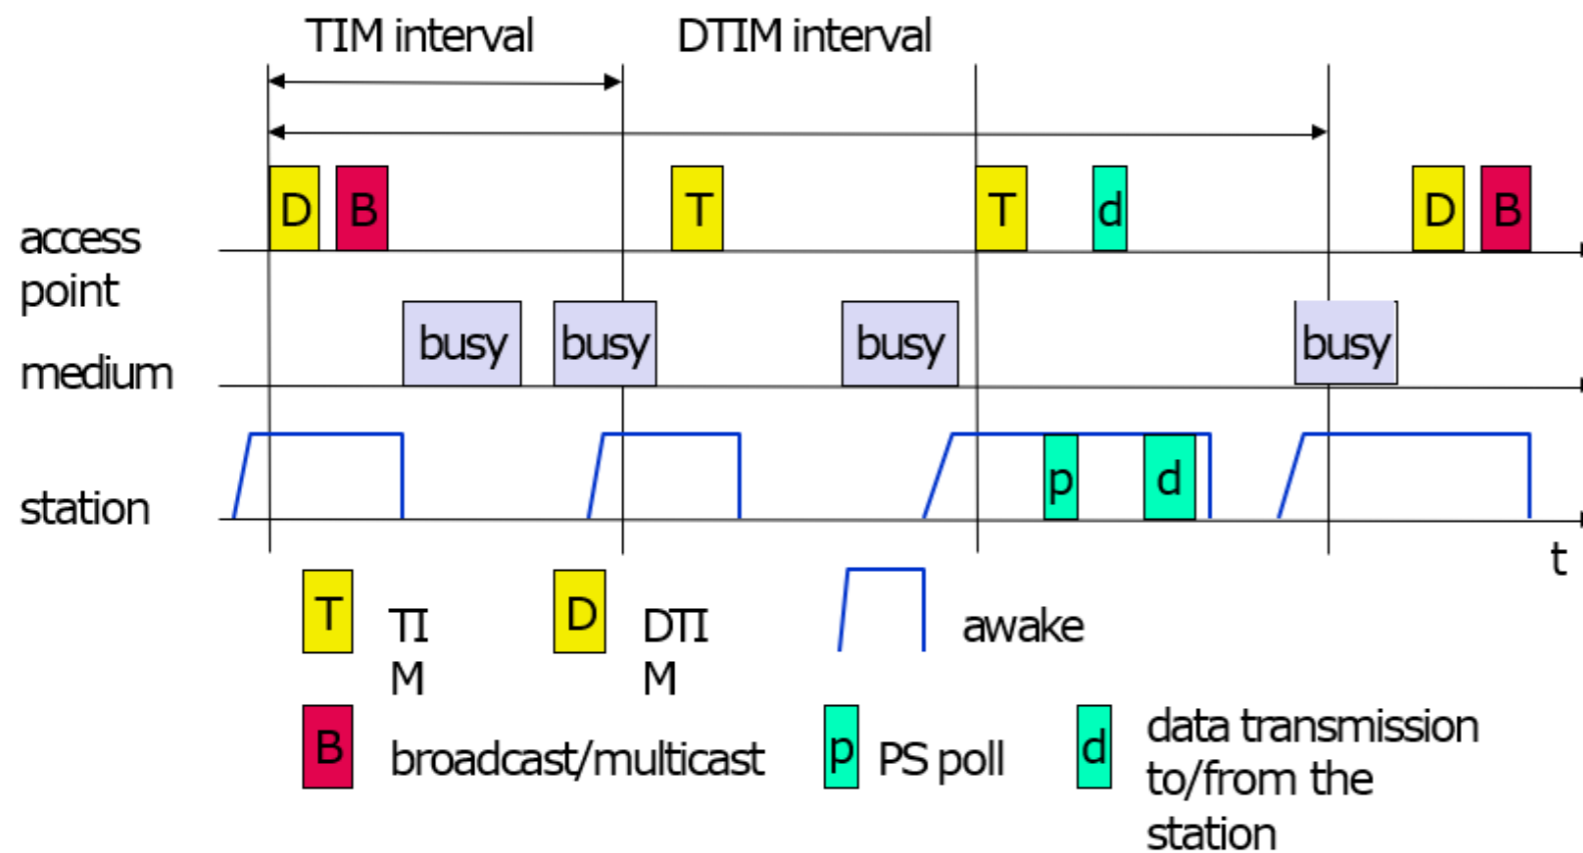 TIM interval
DTIM interval
D B T T d D B
access
point
busy busy busy busy
medium
p d
station
t
T TI
M
D DTI
M
awake
B broadcast/multicast
p PS poll
d data transmission
to/from the
station